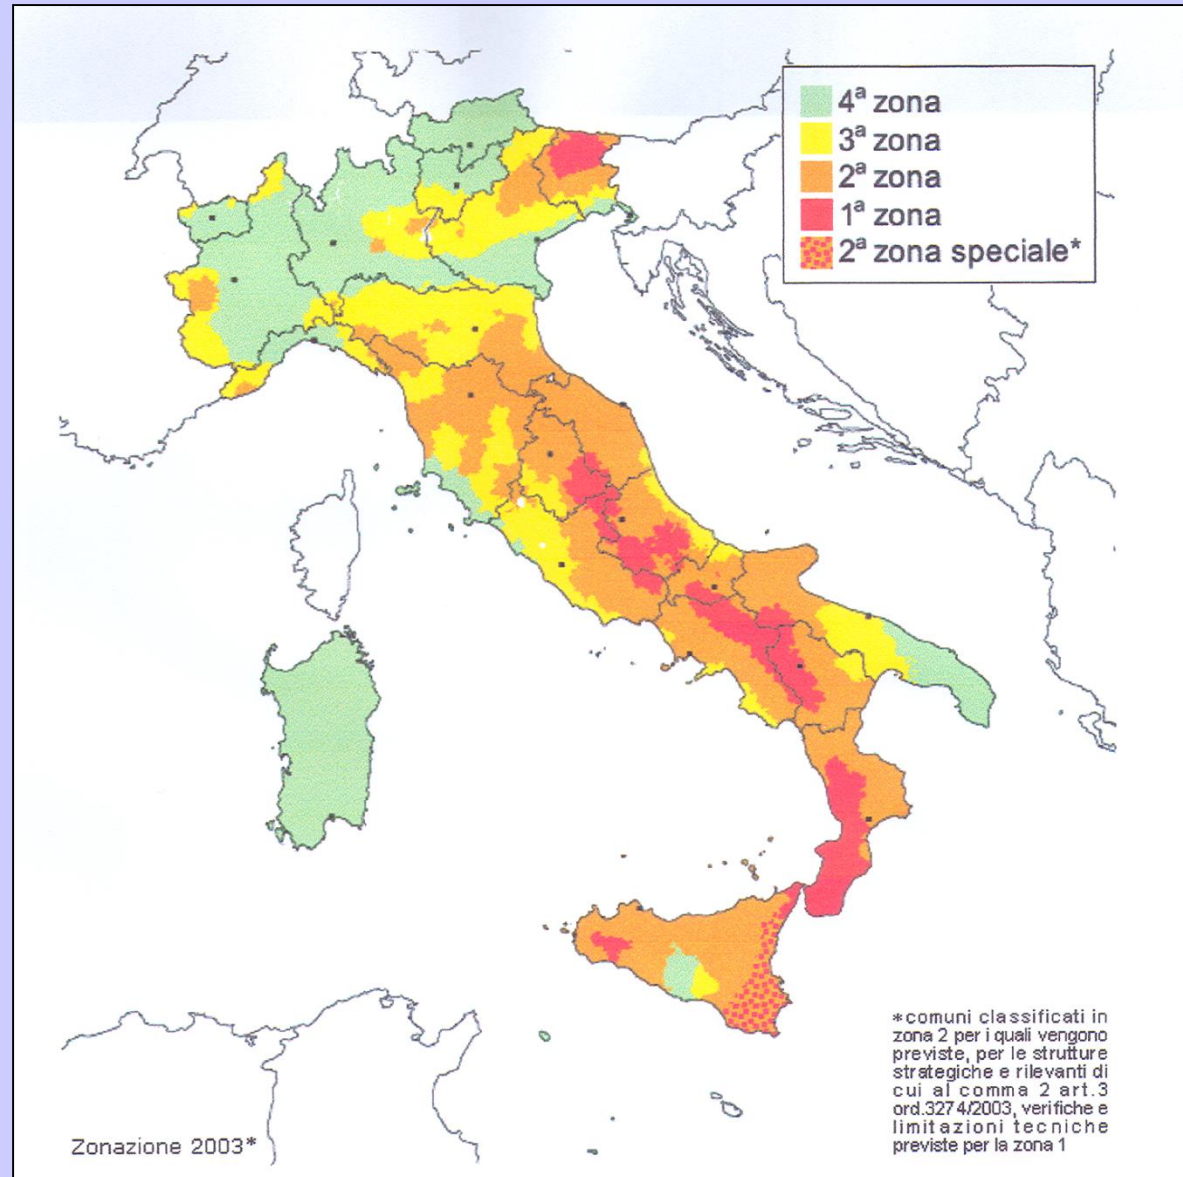 4ª zona
3ª zona
2ª zona
1ª zona
2ª zona speciale*
*comuni classificati in
zona 2 per i quali vengono
previste, per le strutture
strategiche e rilevanti di
cui al comma 2 art.3
ord.3274/2003, verifiche e
limitazioni tecniche
previste per la zona 1
Zonazione 2003*